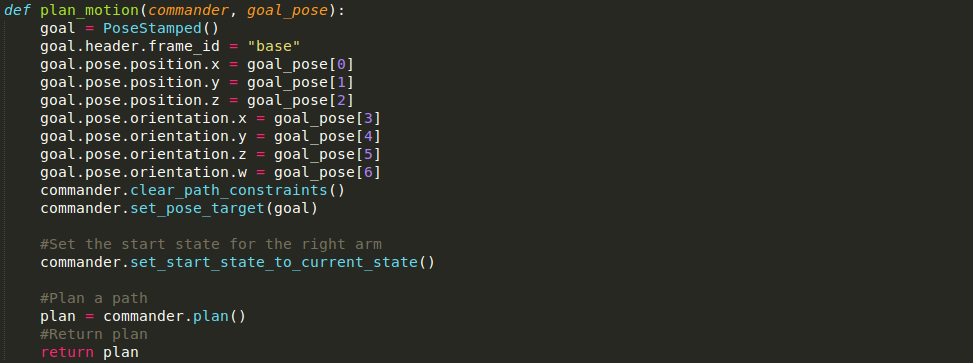 def plan_motion(commander, goal_pose):
    goal = PoseStamped()
    goal.header.frame_id = "base"
    goal.pose.position.x = goal_pose[0]
    goal.pose.position.y = goal_pose[1]
    goal.pose.position.z = goal_pose[2]
    goal.pose.orientation.x = goal_pose[3]
    goal.pose.orientation.y = goal_pose[4]
    goal.pose.orientation.z = goal_pose[5]
    goal.pose.orientation.w = goal_pose[6]
    commander.clear_path_constraints()
    commander.set_pose_target(goal)

    #Set the start state for the right arm
    commander.set_start_state_to_current_state()

    #Plan a path
    plan = commander.plan()
    #Return plan
    return plan